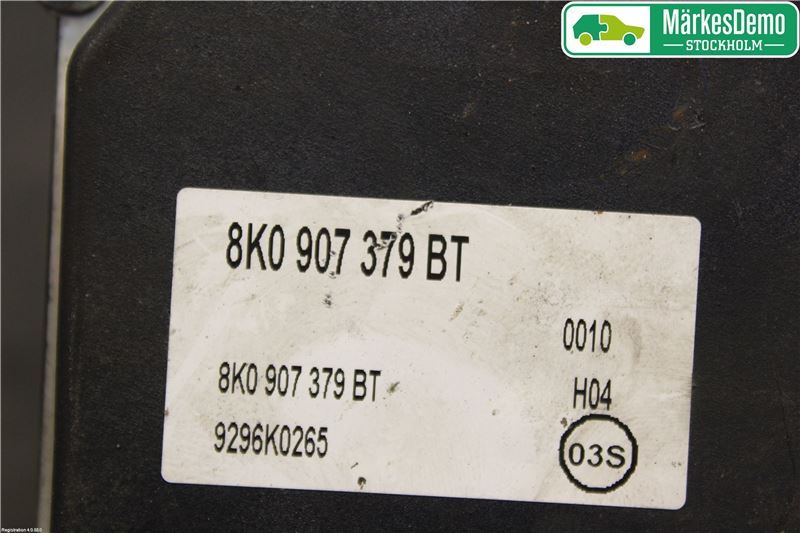 MärkesDemo
STOCKHOLM
8K0 907 379 BT
0010
8K0 907 379 BT
H04
9296K0265
03S